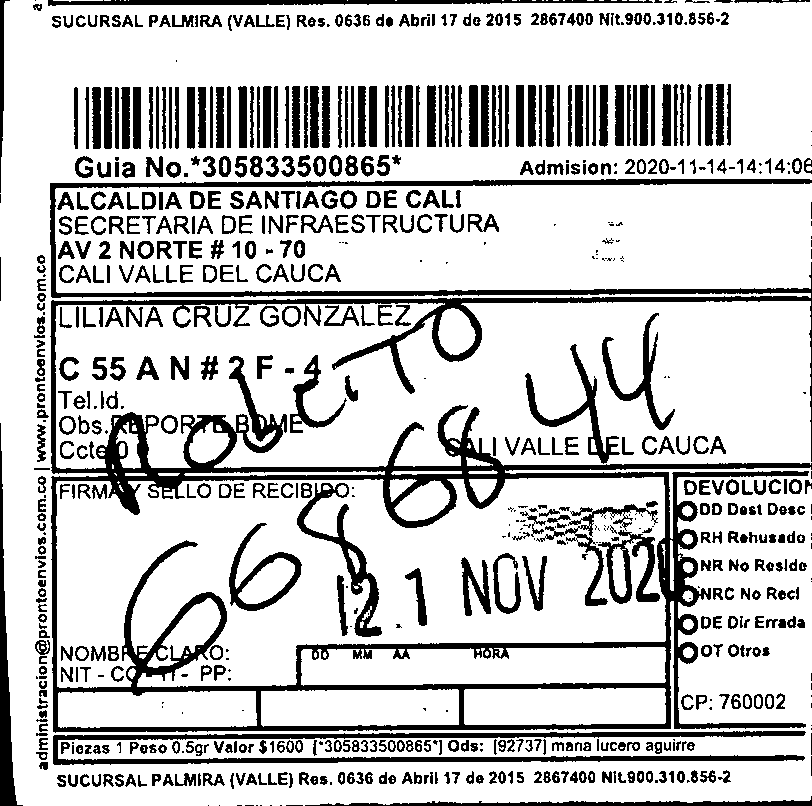 SUCURSAL PALMIRA (VALLE) Res. 0636 de Abril 17 de 2015 2867400 Nit.900.310.856-2
Guia No.*305833500865*
Admision: 2020-11-14-14:14:06
ALCALDIA DE SANTIAGO DE CALI
SECRETARIA DE INFRAESTRUCTURA
AV 2 NORTE # 10 - 70
CALI VALLE DEL CAUCA
LILIANA CRUZ GONZALEZ
C 55 A N # 2 F - 4
Tel.Id.
Obs.REPORTE BDME
Ccte 0
CALI VALLE DEL CAUCA
668 68 44
FIRMA Y SELLO DE RECIBIDO:
21 NOV 2020
NOMBRE CLARO:
NIT - CC - TI - PP:
DD MM AA HORA
DEVOLUCION
DD Dest Desc
RH Rehusado
NR No Reside
NRC No Recl
DE Dir Errada
OT Otros
CP: 760002
Piezas 1 Peso 0.5gr Valor $1600 [*305833500865*] Ods: [92737] maria lucero aguirre
SUCURSAL PALMIRA (VALLE) Res. 0636 de Abril 17 de 2015 2867400 Nit.900.310.856-2
administracion@prontoenvios.com.co | www.prontoenvios.com.co